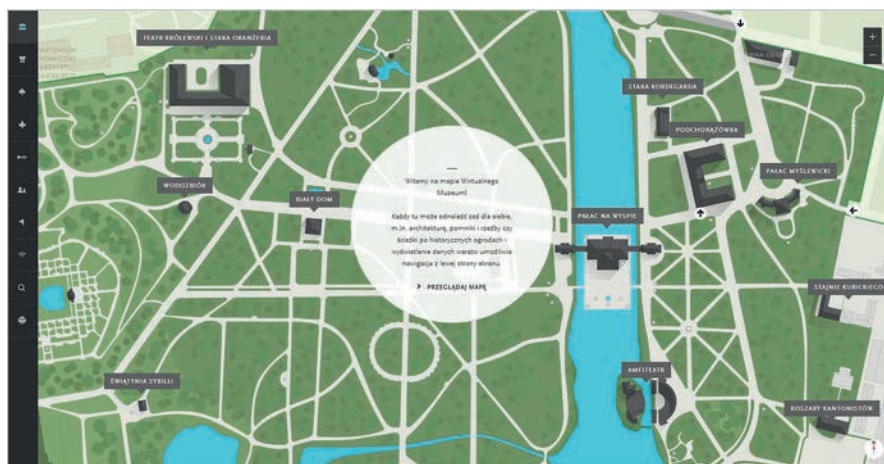 TEATR KRÓLEWSKI I STARA ORANŻERIA
STARA KORDEGARDA
PODCHORĄŻÓWKA
PAŁAC MYŚLEWICKI
WODOZBIÓR
BIAŁY DOM
Witamy na mapie Wirtualnego
Muzeum!
Każdy tu może odnaleźć coś dla siebie,
m.in. architekturę, pomniki i rzeźby czy
ścieżki po historycznych ogrodach -
wyświetlanie danych warstw umożliwia
nawigacja z lewej strony ekranu.
PRZEGLĄDAJ MAPĘ
PAŁAC NA WYSPIE
STAJNIE KUBICKIEGO
AMFITEATR
ŚWIĄTYNIA SYBILLI
KOSZARY KANTONISTÓW